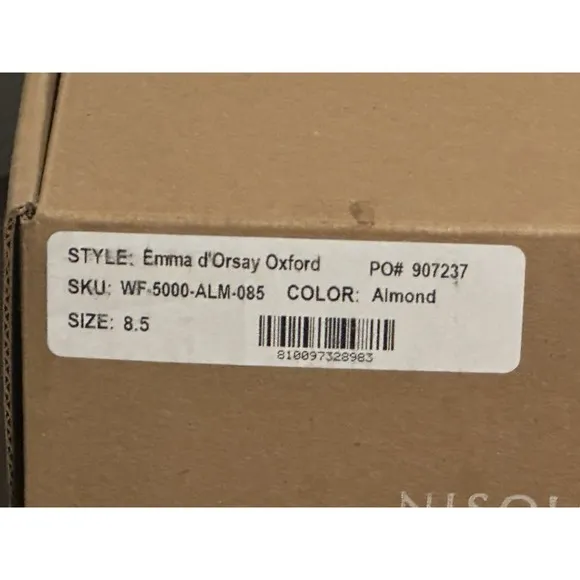 STYLE: Emma d'Orsay Oxford PO# 907237
SKU: WF-5000-ALM-085 COLOR: Almond
SIZE: 8.5
810097328983